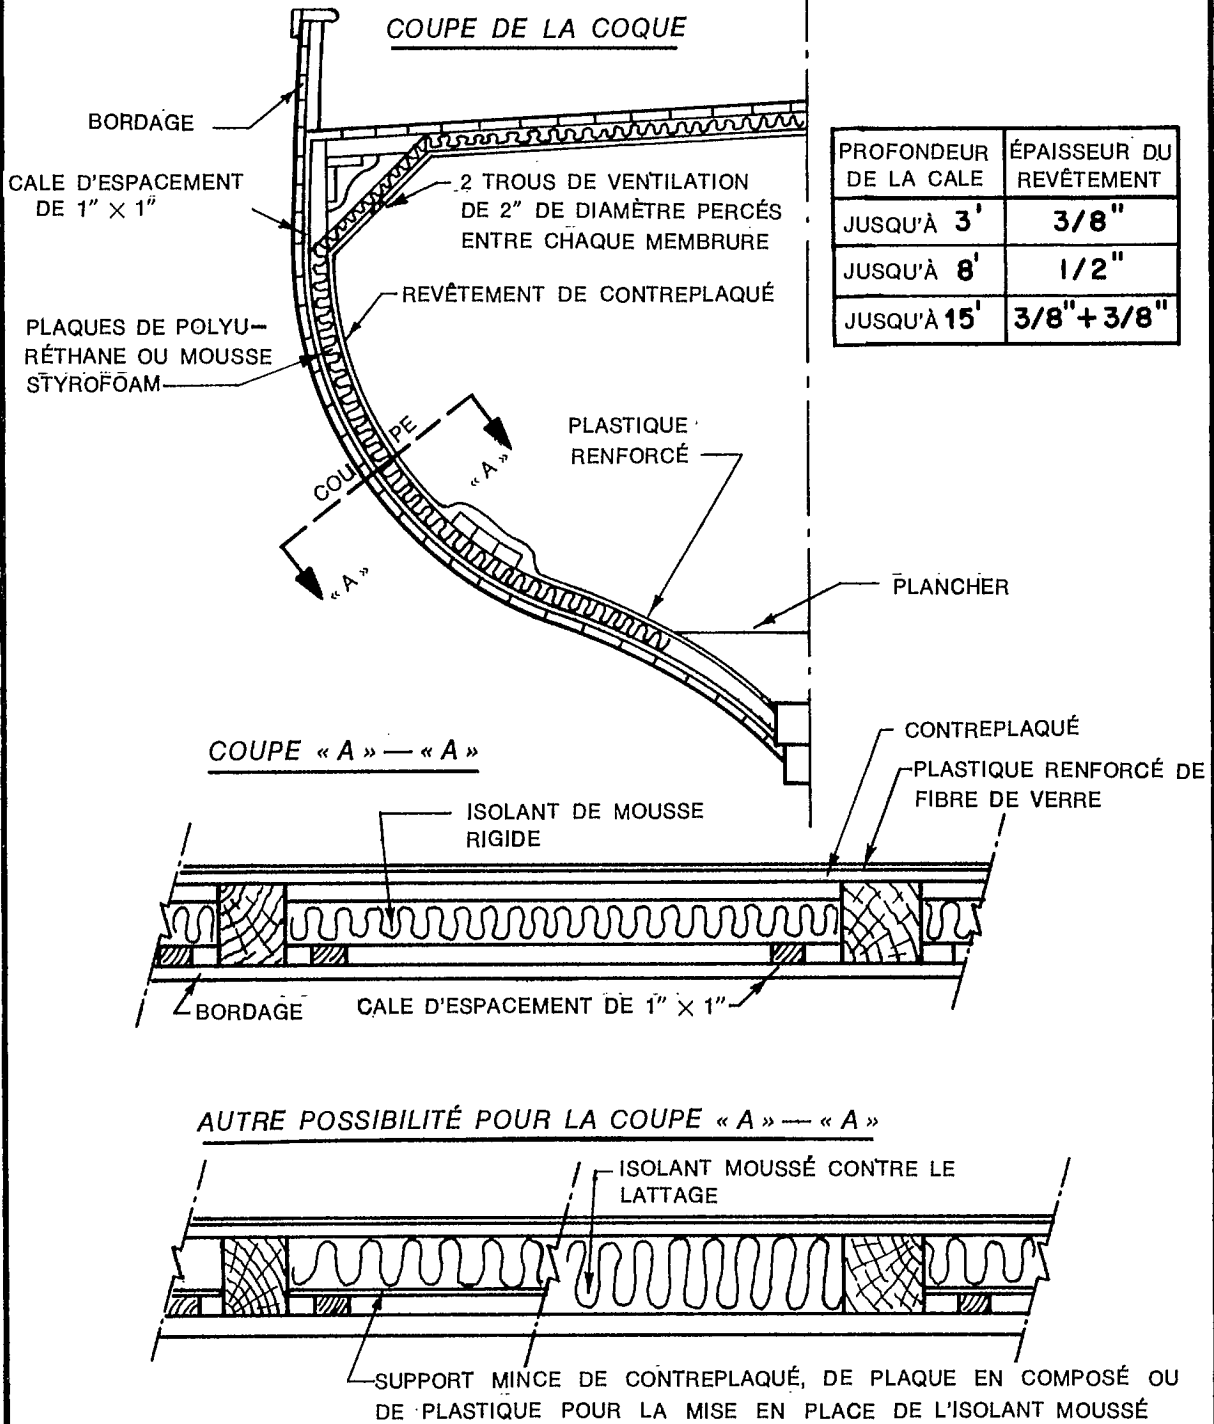 COUPE DE LA COQUE
BORDAGE
CALE D'ESPACEMENT
DE 1" × 1"
2 TROUS DE VENTILATION
DE 2" DE DIAMÈTRE PERCÉS
ENTRE CHAQUE MEMBRURE
REVÊTEMENT DE CONTREPLAQUÉ
PLAQUES DE POLYU–
RÉTHANE OU MOUSSE
STYROFOAM
PROFONDEUR DE LA CALE ÉPAISSEUR DU REVÊTEMENT
JUSQU'À 3' 3/8"
JUSQU'À 8' 1/2"
JUSQU'À 15' 3/8"+3/8"
COUPE
« A »
« A »
PLASTIQUE
RENFORCÉ
PLANCHER
COUPE « A » — « A »
CONTREPLAQUÉ
PLASTIQUE RENFORCÉ DE
FIBRE DE VERRE
ISOLANT DE MOUSSE
RIGIDE
BORDAGE
CALE D'ESPACEMENT DE 1" × 1"
AUTRE POSSIBILITÉ POUR LA COUPE « A » — « A »
ISOLANT MOUSSÉ CONTRE LE
LATTAGE
SUPPORT MINCE DE CONTREPLAQUÉ, DE PLAQUE EN COMPOSÉ OU
DE PLASTIQUE POUR LA MISE EN PLACE DE L'ISOLANT MOUSSÉ